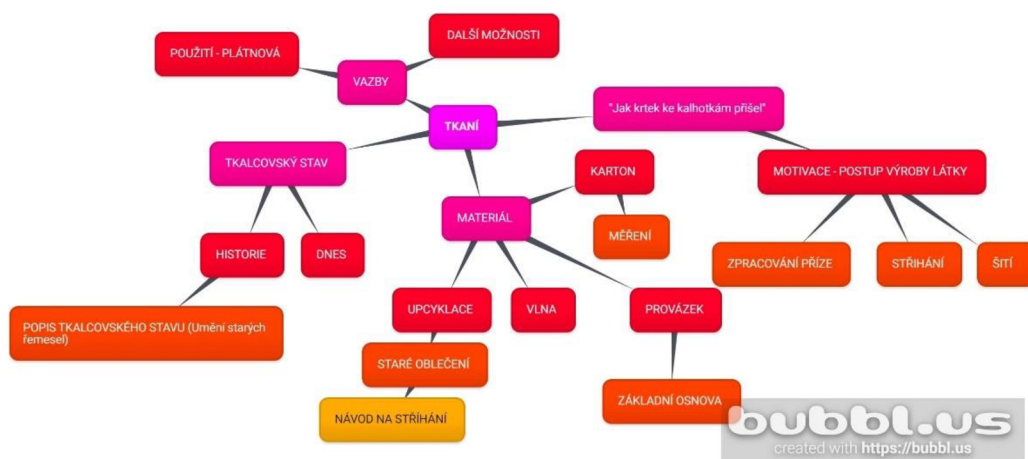 DALŠÍ MOŽNOSTI
POUŽITÍ - PLÁTNOVÁ
VAZBY
"Jak krtek ke kalhotkám přišel"
TKANÍ
TKALCOVSKÝ STAV
KARTON
MOTIVACE - POSTUP VÝROBY LÁTKY
MATERIÁL
MĚŘENÍ
HISTORIE
DNES
ZPRACOVÁNÍ PŘÍZE
STŘIHÁNÍ
ŠITÍ
UPCYKLACE
VLNA
PROVÁZEK
POPIS TKALCOVSKÉHO STAVU (Umění starých
řemesel)
STARÉ OBLEČENÍ
ZÁKLADNÍ OSNOVA
NÁVOD NA STŘÍHÁNÍ
bubbl.us
created with https://bubbl.us